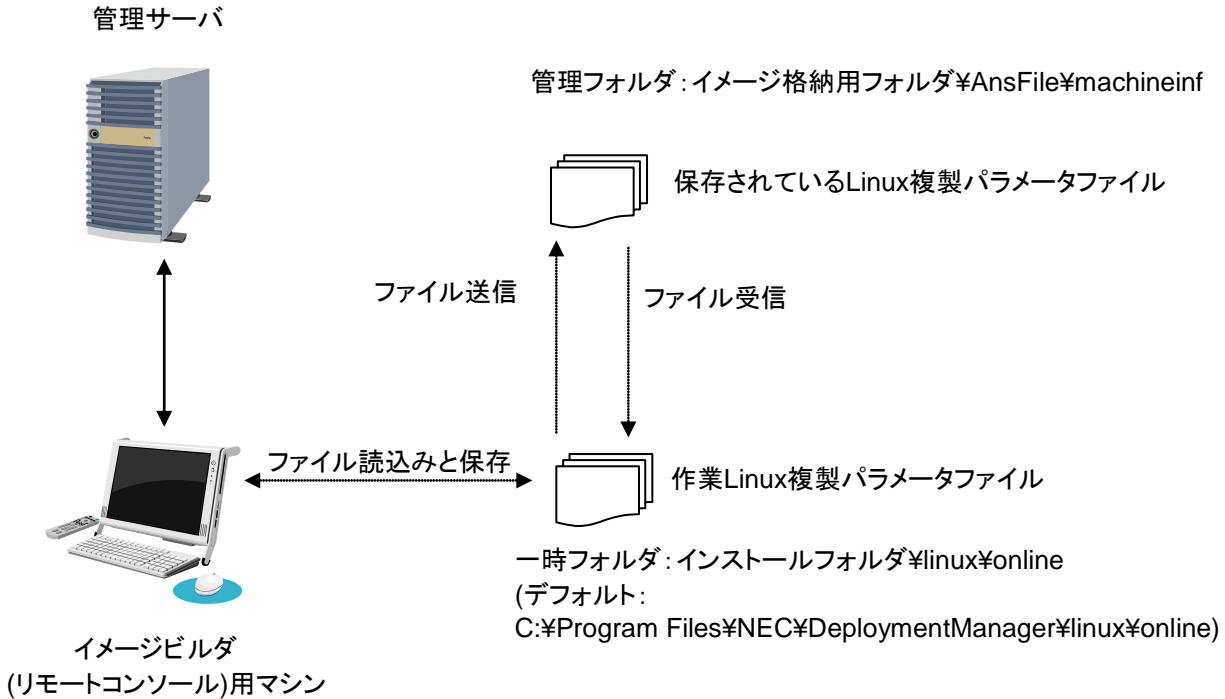 管理サーバ
管理フォルダ：イメージ格納用フォルダ¥AnsFile¥machineinf
保存されているLinux複製パラメータファイル
ファイル送信
ファイル受信
ファイル読込みと保存
作業Linux複製パラメータファイル
一時フォルダ：インストールフォルダ¥linux¥online
(デフォルト：
C:¥Program Files¥NEC¥DeploymentManager¥linux¥online)
イメージビルダ
(リモートコンソール)用マシン